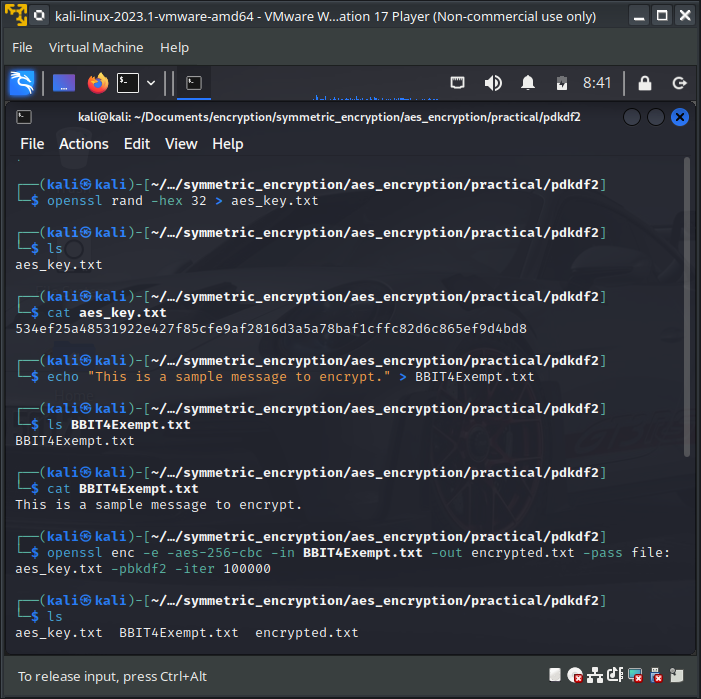 kali-linux-2023.1-vmware-amd64 - VMware W...ation 17 Player (Non-commercial use only)
File Virtual Machine Help
8:41
kali@kali: ~/Documents/encryption/symmetric_encryption/aes_encryption/practical/pdkdf2
File Actions Edit View Help
┌──(kali㉿kali)-[~/…/symmetric_encryption/aes_encryption/practical/pdkdf2]
└─$ openssl rand -hex 32 > aes_key.txt
┌──(kali㉿kali)-[~/…/symmetric_encryption/aes_encryption/practical/pdkdf2]
└─$ ls
aes_key.txt
┌──(kali㉿kali)-[~/…/symmetric_encryption/aes_encryption/practical/pdkdf2]
└─$ cat aes_key.txt
534ef25a48531922e427f85cfe9af2816d3a5a78baf1cffc82d6c865ef9d4bd8
┌──(kali㉿kali)-[~/…/symmetric_encryption/aes_encryption/practical/pdkdf2]
└─$ echo "This is a sample message to encrypt." > BBIT4Exempt.txt
┌──(kali㉿kali)-[~/…/symmetric_encryption/aes_encryption/practical/pdkdf2]
└─$ ls BBIT4Exempt.txt
BBIT4Exempt.txt
┌──(kali㉿kali)-[~/…/symmetric_encryption/aes_encryption/practical/pdkdf2]
└─$ cat BBIT4Exempt.txt
This is a sample message to encrypt.
┌──(kali㉿kali)-[~/…/symmetric_encryption/aes_encryption/practical/pdkdf2]
└─$ openssl enc -e -aes-256-cbc -in BBIT4Exempt.txt -out encrypted.txt -pass file:
aes_key.txt -pbkdf2 -iter 100000
┌──(kali㉿kali)-[~/…/symmetric_encryption/aes_encryption/practical/pdkdf2]
└─$ ls
aes_key.txt BBIT4Exempt.txt encrypted.txt
To release input, press Ctrl+Alt